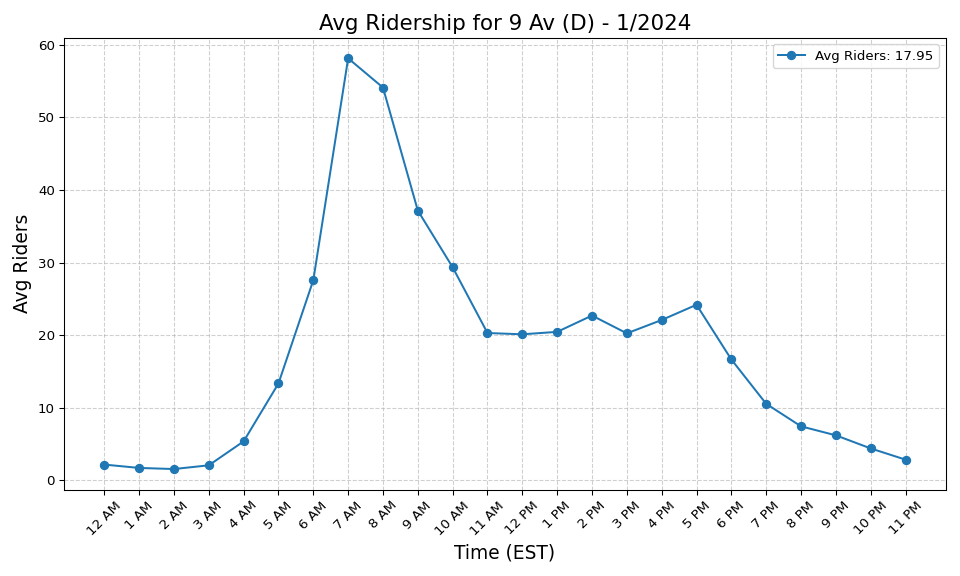 Avg Ridership for 9 Av (D) - 1/2024
Avg Riders: 17.95
60
50
40
30
20
10
0
Avg Riders
12 AM
1 AM
2 AM
3 AM
4 AM
5 AM
6 AM
7 AM
8 AM
9 AM
10 AM
11 AM
12 PM
1 PM
2 PM
3 PM
4 PM
5 PM
6 PM
7 PM
8 PM
9 PM
10 PM
11 PM
Time (EST)